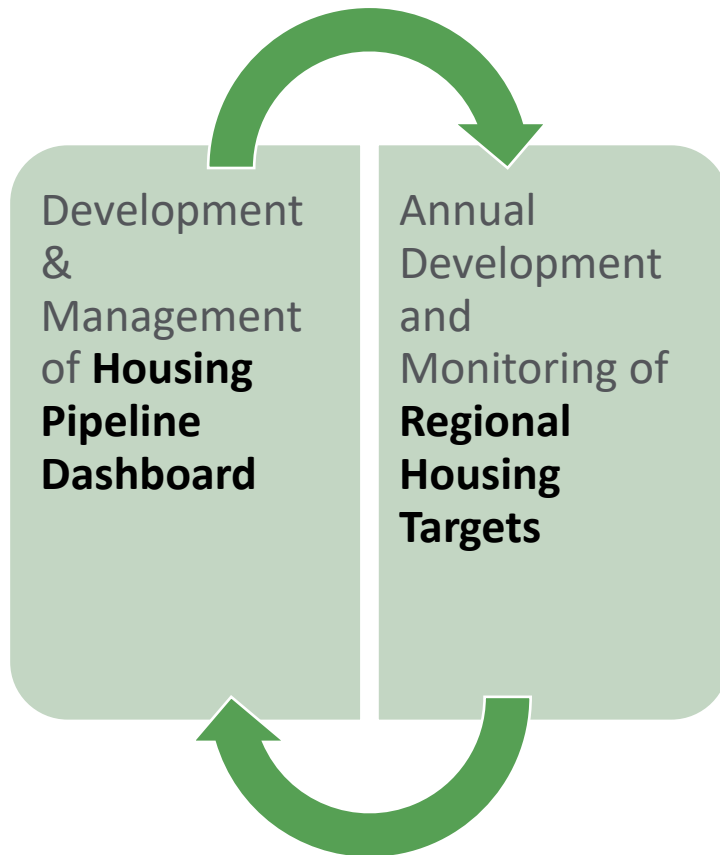 Development
&
Management
of Housing
Pipeline
Dashboard
Annual
Development
and
Monitoring of
Regional
Housing
Targets